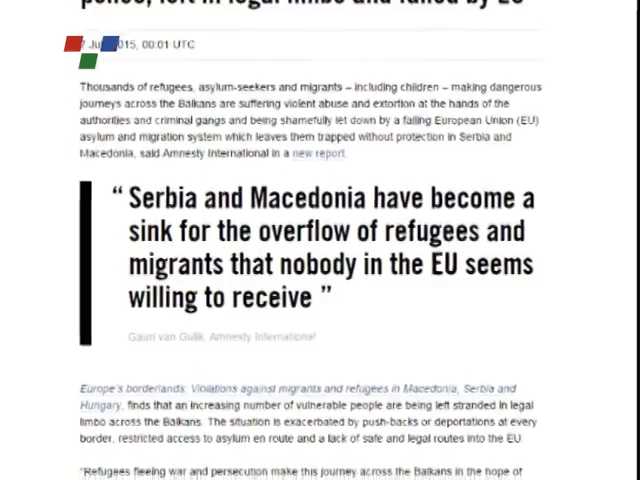 police, left in legal limbo and failed by EU
2015, 00:01 UTC
Thousands of refugees, asylum-seekers and migrants – including children – making dangerous
journeys across the Balkans are suffering violent abuse and extortion at the hands of the
authorities and criminal gangs and being shamefully let down by a failing European Union (EU)
asylum and migration system which leaves them trapped without protection in Serbia and
Macedonia, said Amnesty International in a new report.
“ Serbia and Macedonia have become a
sink for the overflow of refugees and
migrants that nobody in the EU seems
willing to receive ”
Gauri van Gulik, Amnesty International
Europe's borderlands: Violations against migrants and refugees in Macedonia, Serbia and
Hungary, finds that an increasing number of vulnerable people are being left stranded in legal
limbo across the Balkans. The situation is exacerbated by push-backs or deportations at every
border, restricted access to asylum en route and a lack of safe and legal routes into the EU.
“Refugees fleeing war and persecution make this journey across the Balkans in the hope of